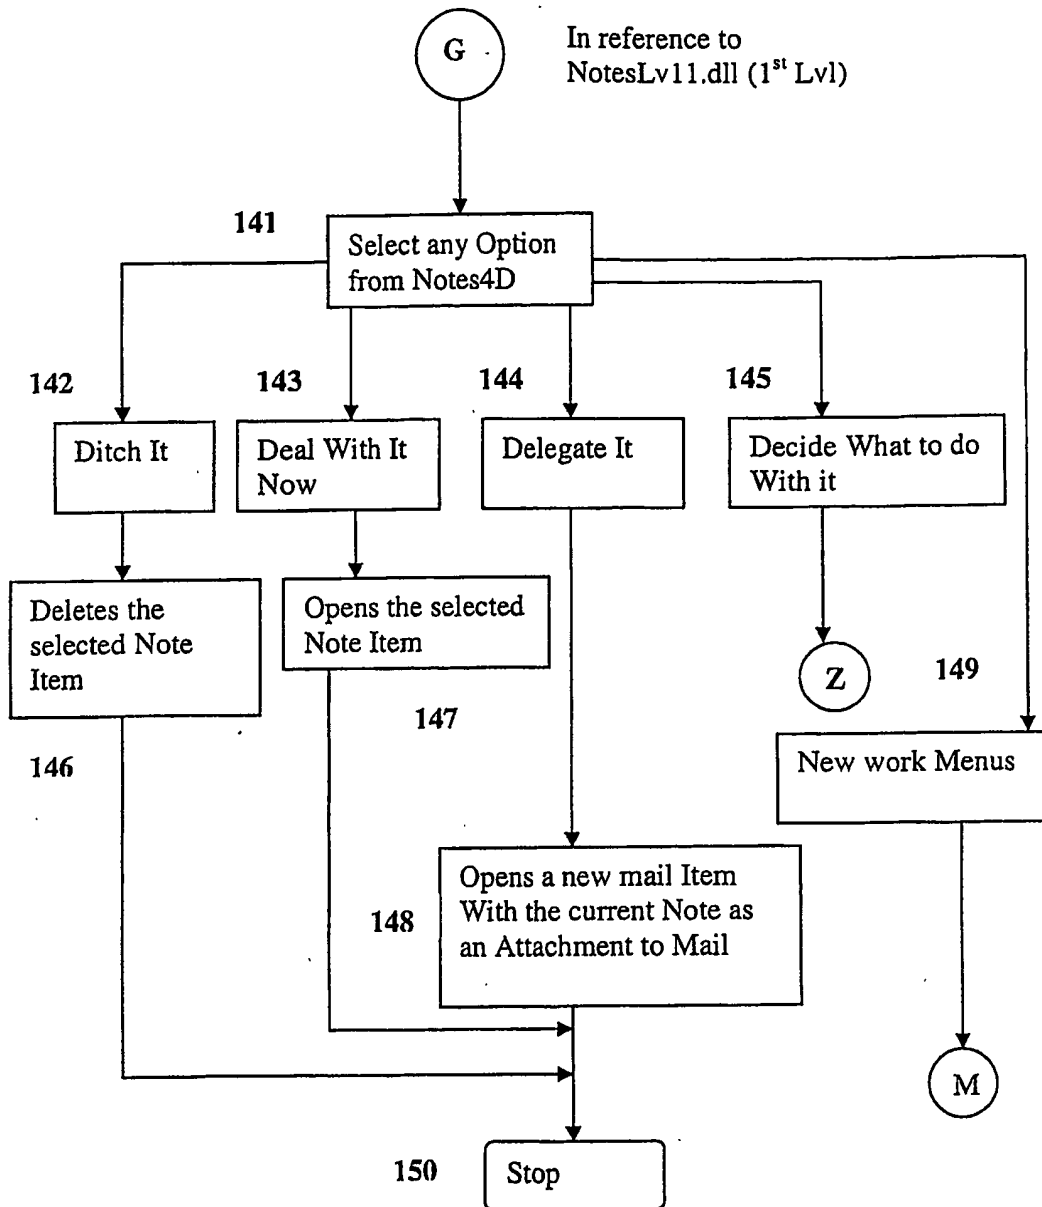 G
In reference to
NotesLv11.dll (1st Lvl)
141
Select any Option
from Notes4D
142
143
144
145
Ditch It
Deal With It
Now
Delegate It
Decide What to do
With it
Deletes the
selected Note
Item
Opens the selected
Note Item
Z
149
147
146
New work Menus
148
Opens a new mail Item
With the current Note as
an Attachment to Mail
M
150
Stop